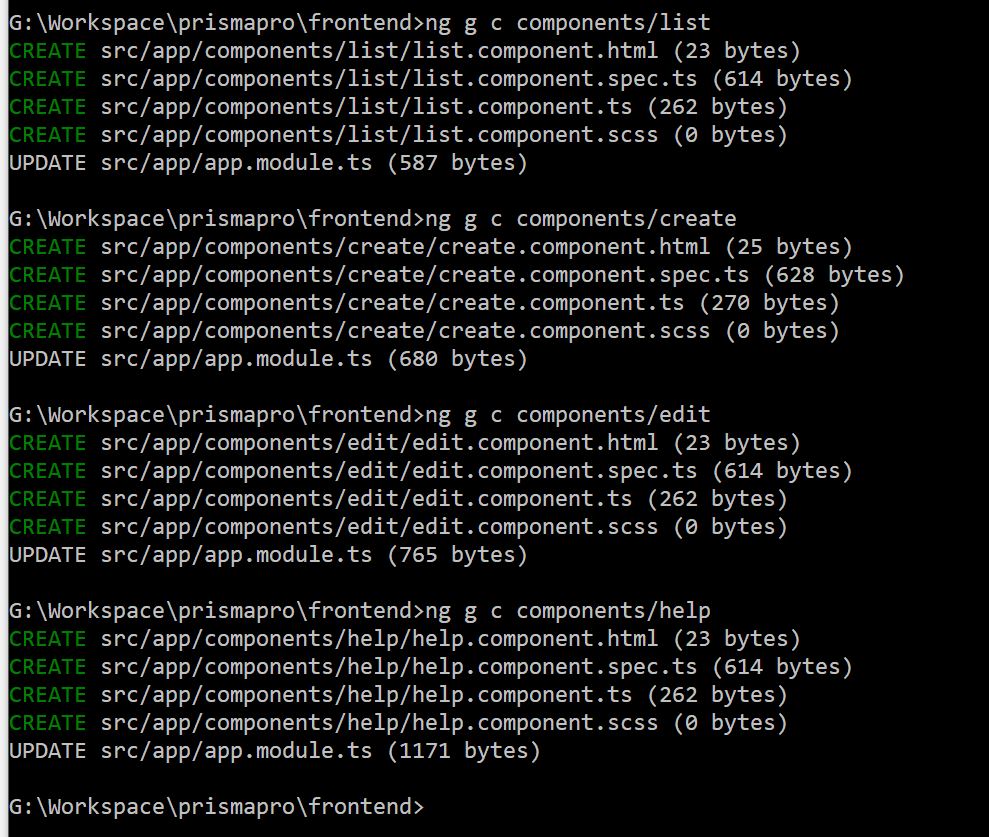 G:\Workspace\prismapro\frontend>ng g c components/list
CREATE src/app/components/list/list.component.html (23 bytes)
CREATE src/app/components/list/list.component.spec.ts (614 bytes)
CREATE src/app/components/list/list.component.ts (262 bytes)
CREATE src/app/components/list/list.component.scss (0 bytes)
UPDATE src/app/app.module.ts (587 bytes)
G:\Workspace\prismapro\frontend>ng g c components/create
CREATE src/app/components/create/create.component.html (25 bytes)
CREATE src/app/components/create/create.component.spec.ts (628 bytes)
CREATE src/app/components/create/create.component.ts (270 bytes)
CREATE src/app/components/create/create.component.scss (0 bytes)
UPDATE src/app/app.module.ts (680 bytes)
G:\Workspace\prismapro\frontend>ng g c components/edit
CREATE src/app/components/edit/edit.component.html (23 bytes)
CREATE src/app/components/edit/edit.component.spec.ts (614 bytes)
CREATE src/app/components/edit/edit.component.ts (262 bytes)
CREATE src/app/components/edit/edit.component.scss (0 bytes)
UPDATE src/app/app.module.ts (765 bytes)
G:\Workspace\prismapro\frontend>ng g c components/help
CREATE src/app/components/help/help.component.html (23 bytes)
CREATE src/app/components/help/help.component.spec.ts (614 bytes)
CREATE src/app/components/help/help.component.ts (262 bytes)
CREATE src/app/components/help/help.component.scss (0 bytes)
UPDATE src/app/app.module.ts (1171 bytes)
G:\Workspace\prismapro\frontend>